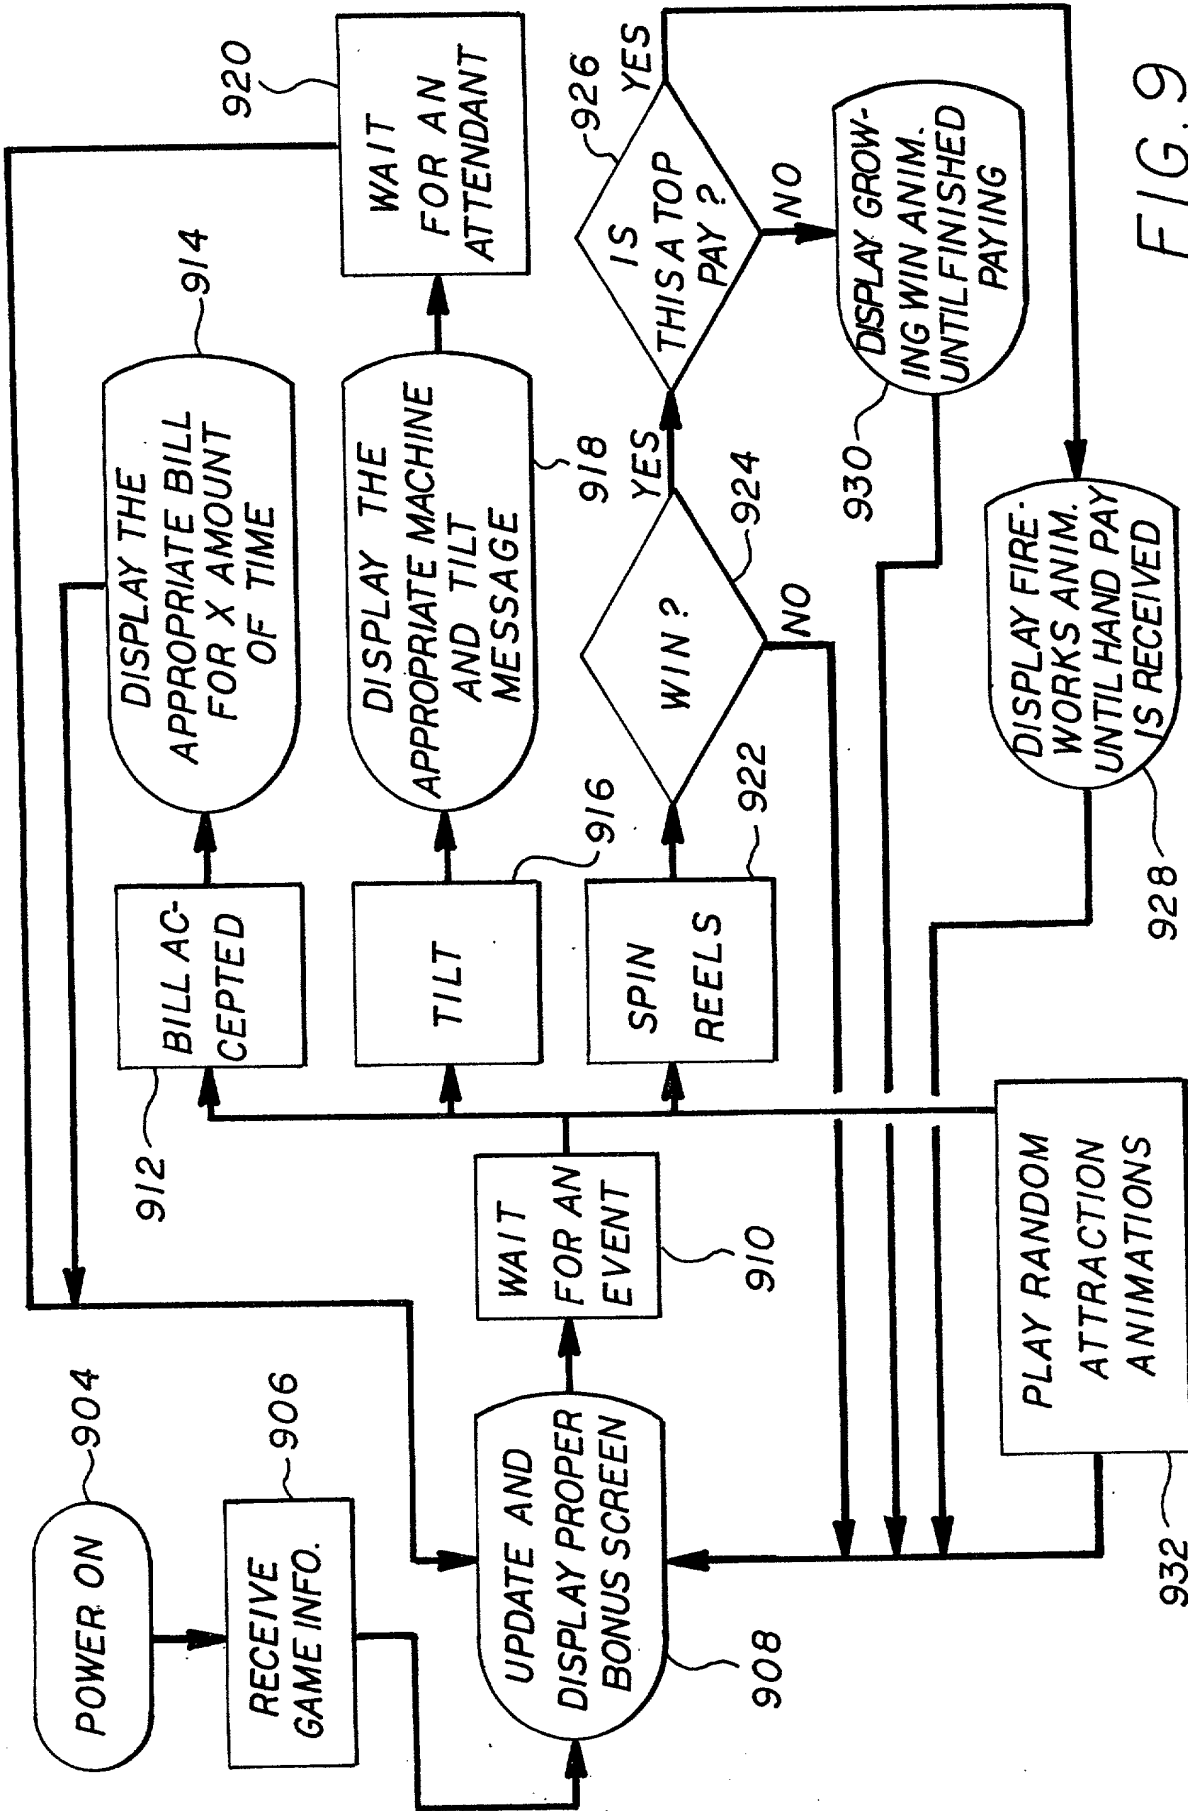 POWER ON
904
RECEIVE
GAME INFO.
906
UPDATE AND
DISPLAY PROPER
BONUS SCREEN
908
WAIT
FOR AN
EVENT
910
BILL AC-
CEPTED
912
DISPLAY THE
APPROPRIATE BILL
FOR X AMOUNT
OF TIME
914
TILT
916
DISPLAY THE
APPROPRIATE MACHINE
AND TILT
MESSAGE
918
WAIT
FOR AN
ATTENDANT
920
SPIN
REELS
922
WIN?
924
YES
NO
IS
THIS A TOP
PAY?
926
YES
NO
DISPLAY GROW-
ING WIN ANIM.
UNTIL FINISHED
PAYING
930
DISPLAY FIRE-
WORKS ANIM.
UNTIL HAND PAY
IS RECEIVED
928
PLAY RANDOM
ATTRACTION
ANIMATIONS
932
FIG. 9